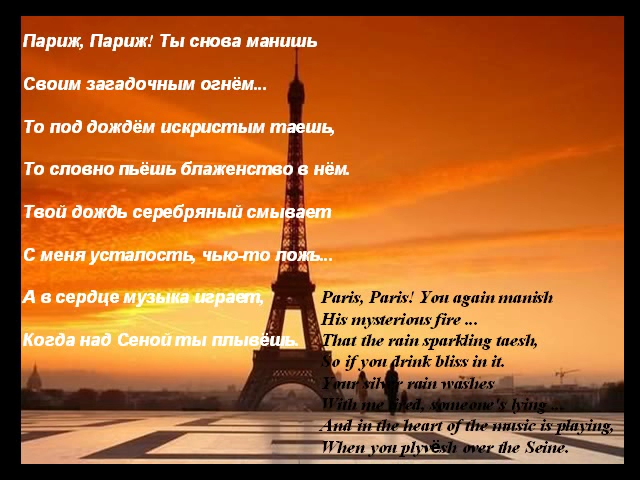 Париж, Париж! Ты снова манишь
Своим загадочным огнём...
То под дождём искристым таешь,
То словно пьёшь блаженство в нём.
Твой дождь серебряный смывает
С меня усталость, чью-то ложь...
А в сердце музыка играет,
Когда над Сеной ты плывёшь.
Paris, Paris! You again manish
His mysterious fire ...
That the rain sparkling taesh,
So if you drink bliss in it.
Your silver rain washes
With me tired, someone's lying ...
And in the heart of the music is playing,
When you plyvёsh over the Seine.